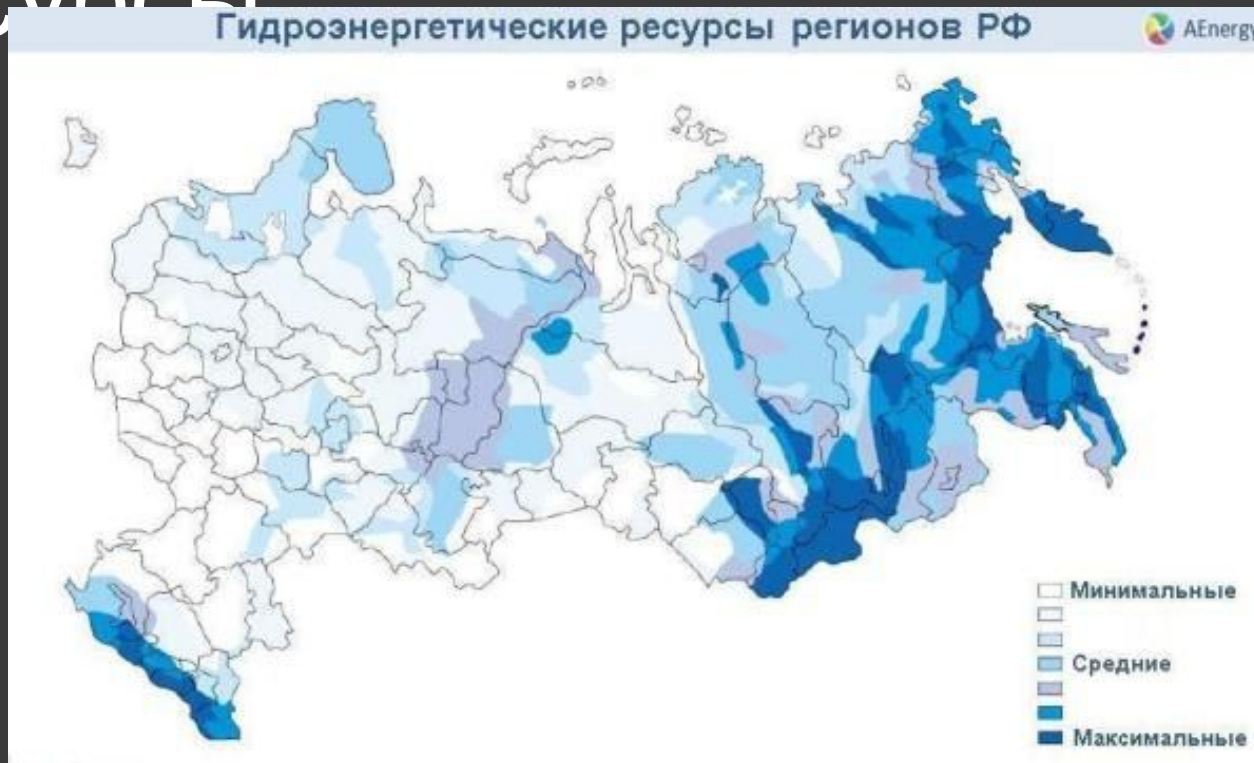 Гидроэнергетические ресурсы регионов РФ
AEnergy
Минимальные
Средние
Максимальные